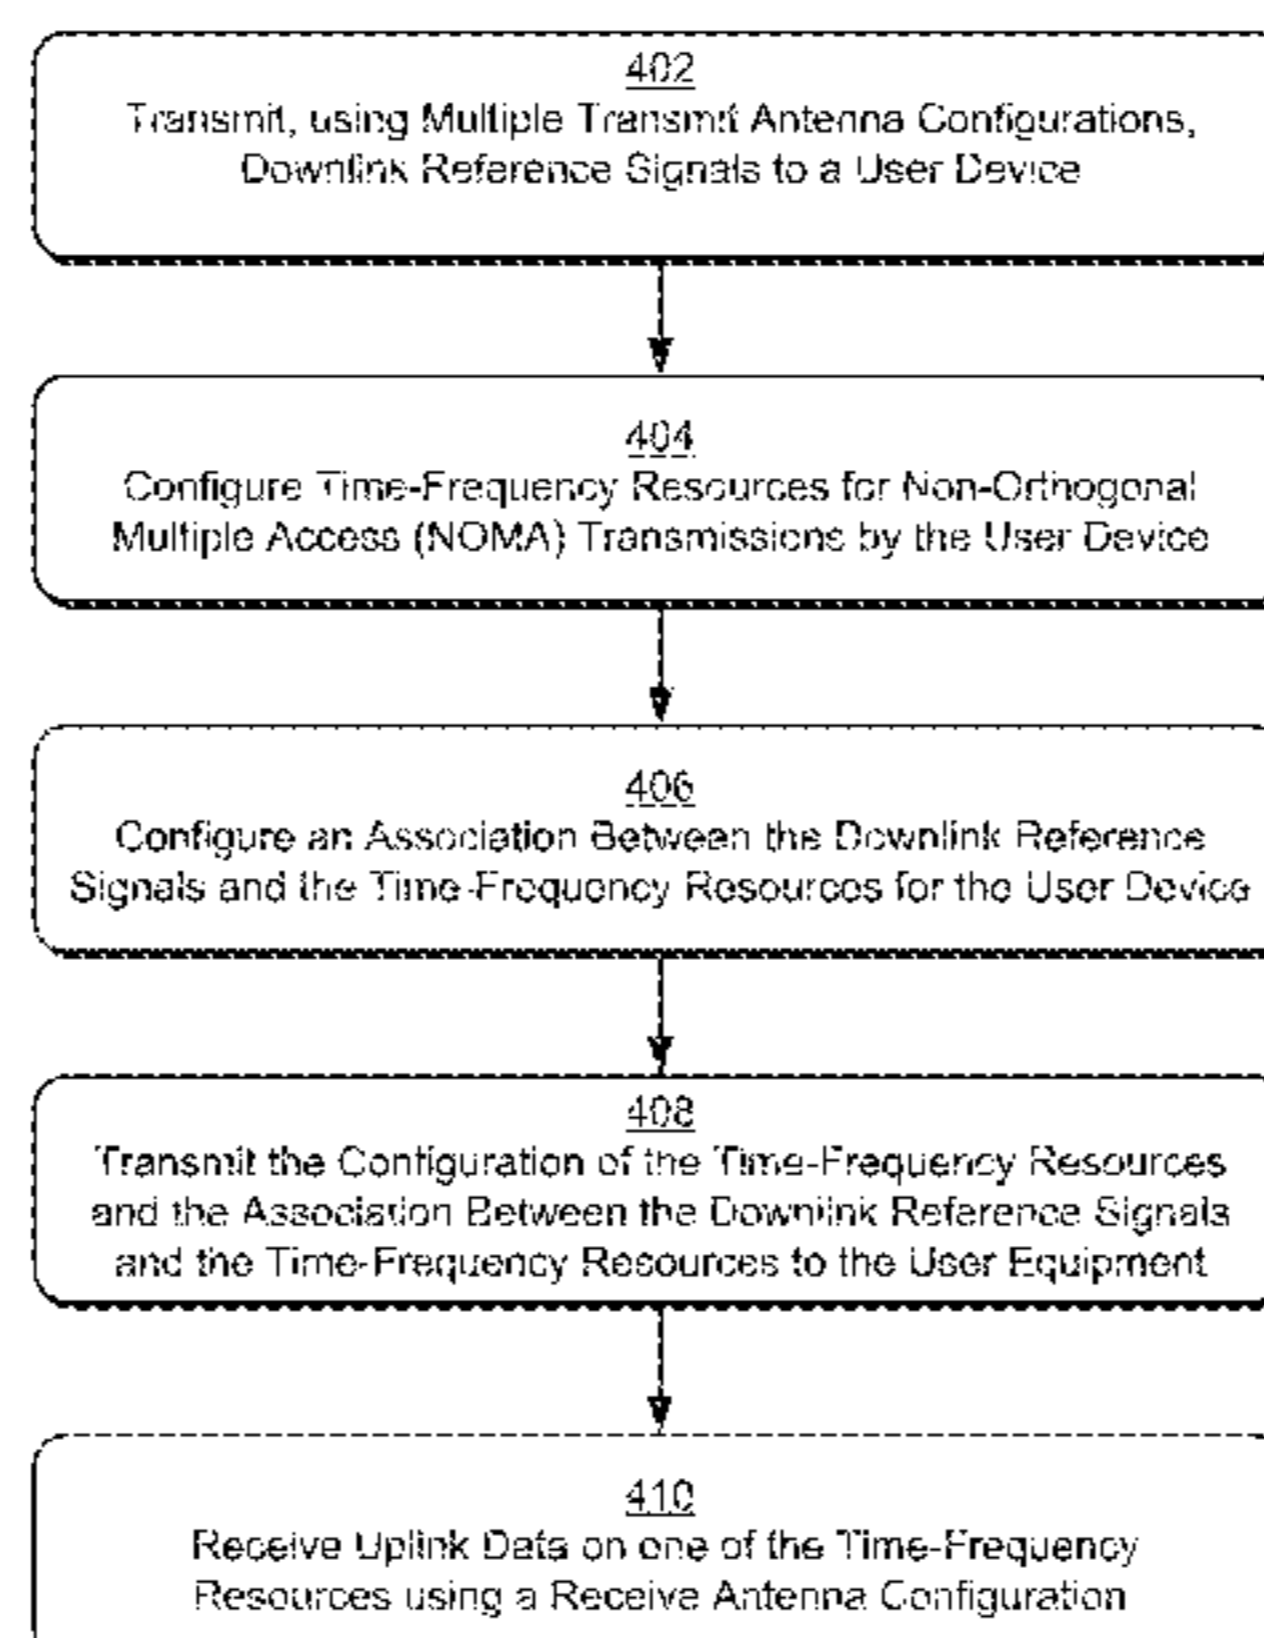 402
Transmit, using Multiple Transmit Antenna Configurations,
Downlink Reference Signals to a User Device
404
Configure Time-Frequency Resources for Non-Orthogonal
Multiple Access (NOMA) Transmissions by the User Device
406
Configure an Association Between the Downlink Reference
Signals and the Time-Frequency Resources for the User Device
408
Transmit the Configuration of the Time-Frequency Resources
and the Association Between the Downlink Reference Signals
and the Time-Frequency Resources to the User Equipment
410
Receive Uplink Data on one of the Time-Frequency
Resources using a Receive Antenna Configuration